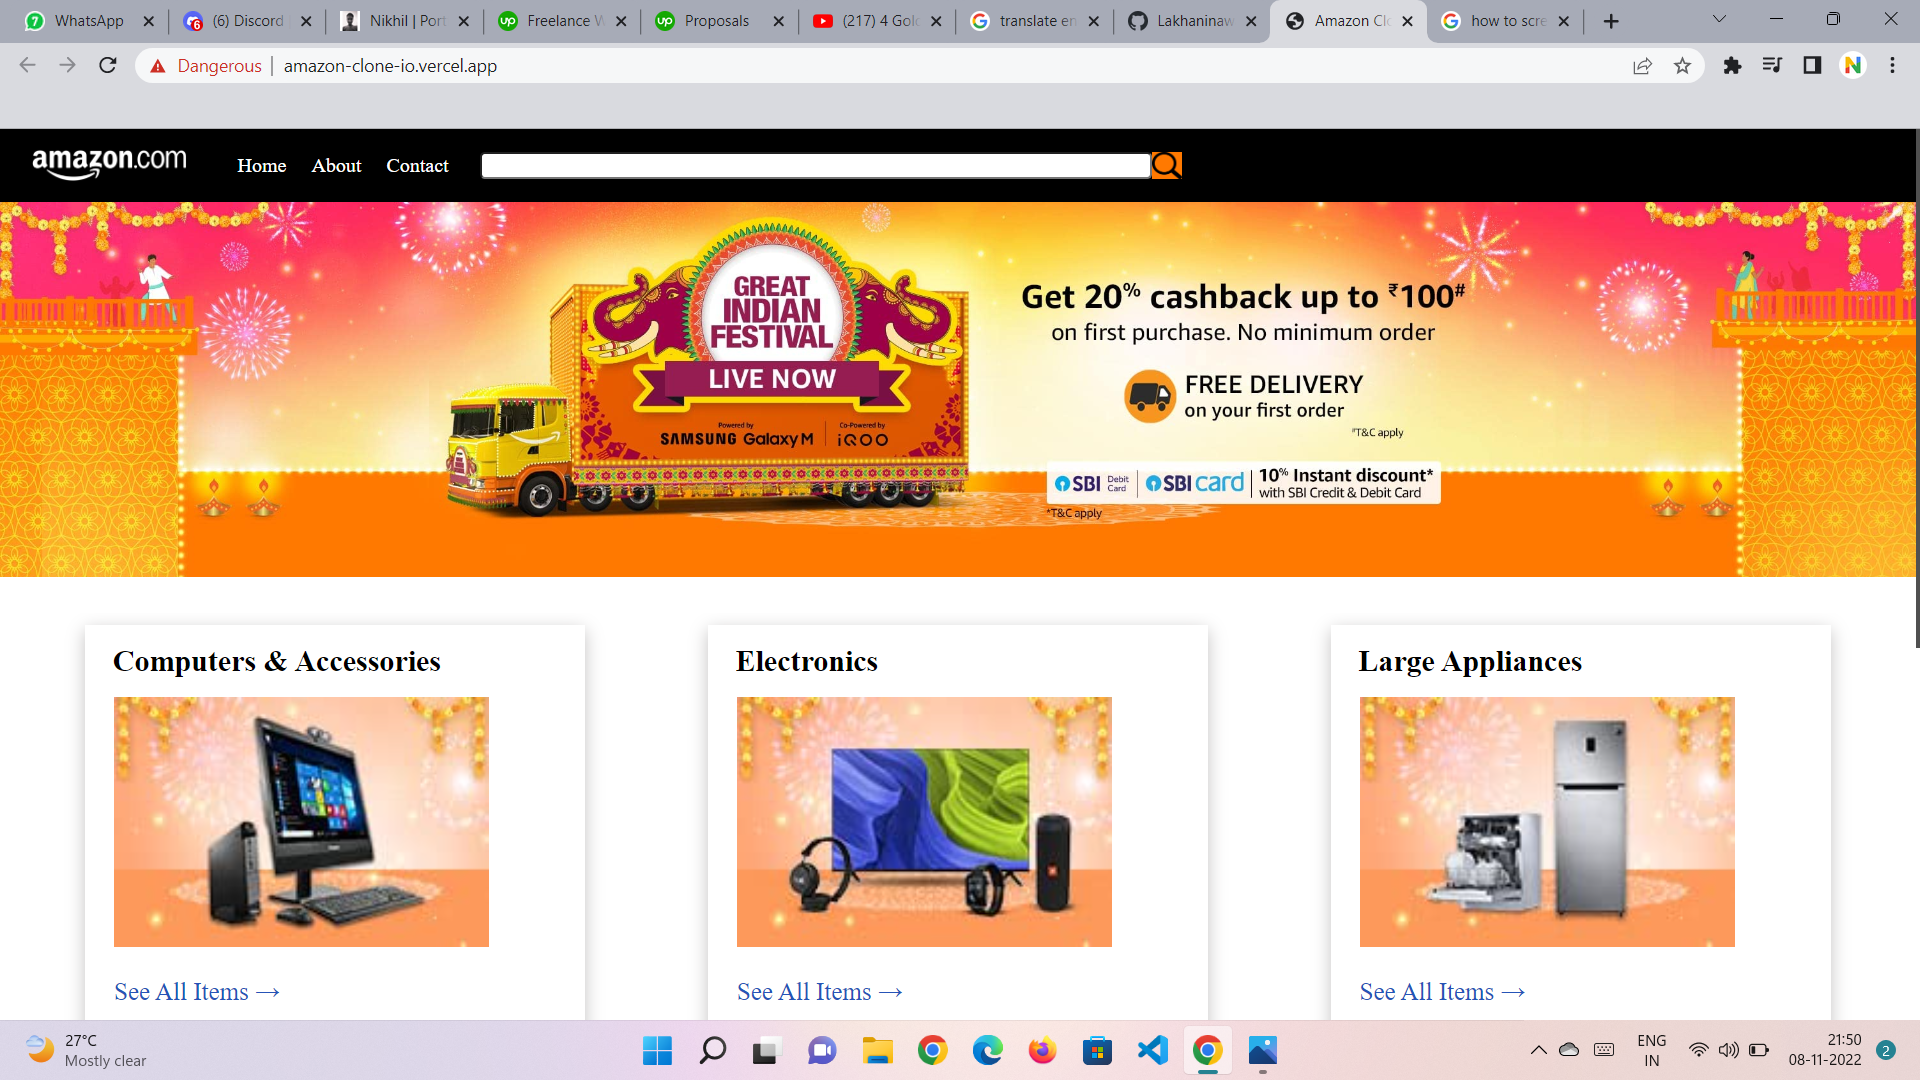 WhatsApp
(6) Discord
Nikhil | Port
Freelance W
Proposals
(217) 4 Gol
translate en
Lakhaninaw
Amazon Cl
how to scre
Dangerous
amazon-clone-io.vercel.app
amazon.com
Home
About
Contact
GREAT
INDIAN
FESTIVAL
LIVE NOW
Powered by
SAMSUNG Galaxy M
Co-Powered by
iQOO
Get 20% cashback up to ₹100#
on first purchase. No minimum order
FREE DELIVERY
on your first order
#T&C apply
SBI Debit Card
SBI card
10% Instant discount*
with SBI Credit & Debit Card
*T&C apply
Computers & Accessories
Electronics
Large Appliances
See All Items →
See All Items →
See All Items →
27°C
Mostly clear
ENG
IN
21:50
08-11-2022
2